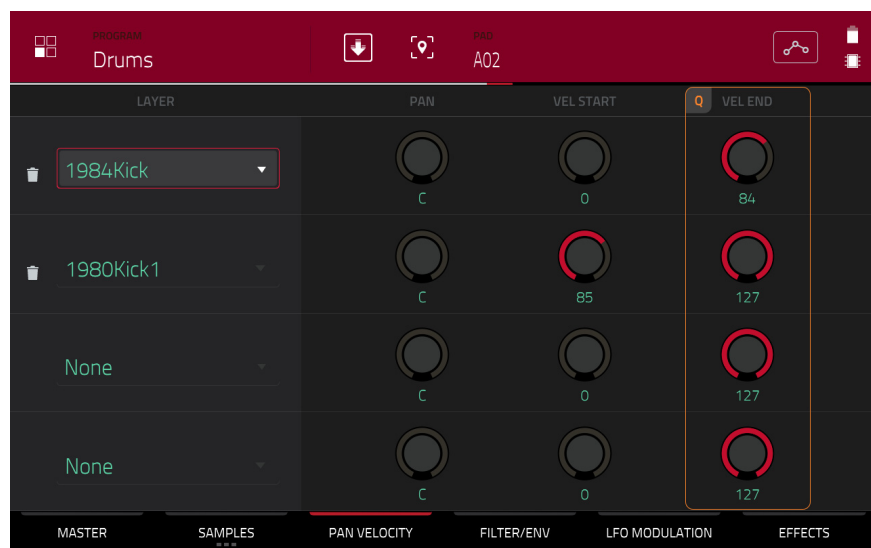 PROGRAM
Drums
PAD
A02
LAYER PAN VEL START Q VEL END
1984Kick C 0 84
1980Kick1 C 85 127
None C 0 127
None C 0 127
MASTER SAMPLES PAN VELOCITY FILTER/ENV LFO MODULATION EFFECTS